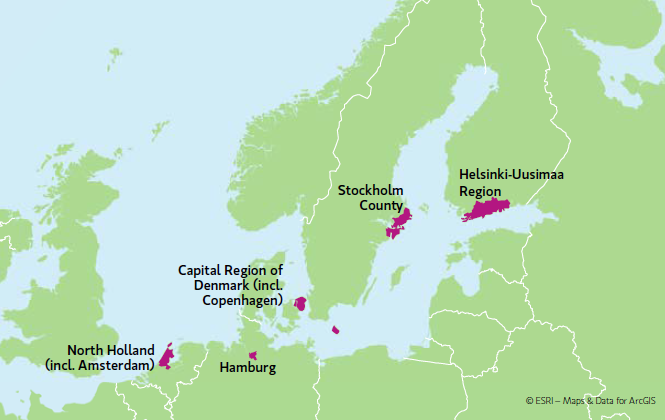 Helsinki-Uusimaa
Region
Stockholm
County
Capital Region of
Denmark (incl.
Copenhagen)
North Holland
(incl. Amsterdam)
Hamburg
© ESRI – Maps & Data for ArcGIS